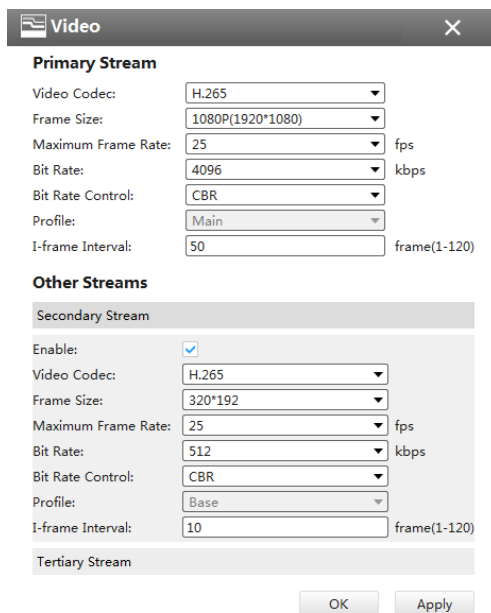 Video
Primary Stream
Video Codec: H.265
Frame Size: 1080P(1920*1080)
Maximum Frame Rate: 25 fps
Bit Rate: 4096 kbps
Bit Rate Control: CBR
Profile: Main
I-frame Interval: 50 frame(1-120)
Other Streams
Secondary Stream
Enable:
Video Codec: H.265
Frame Size: 320*192
Maximum Frame Rate: 25 fps
Bit Rate: 512 kbps
Bit Rate Control: CBR
Profile: Base
I-frame Interval: 10 frame(1-120)
Tertiary Stream
OK Apply